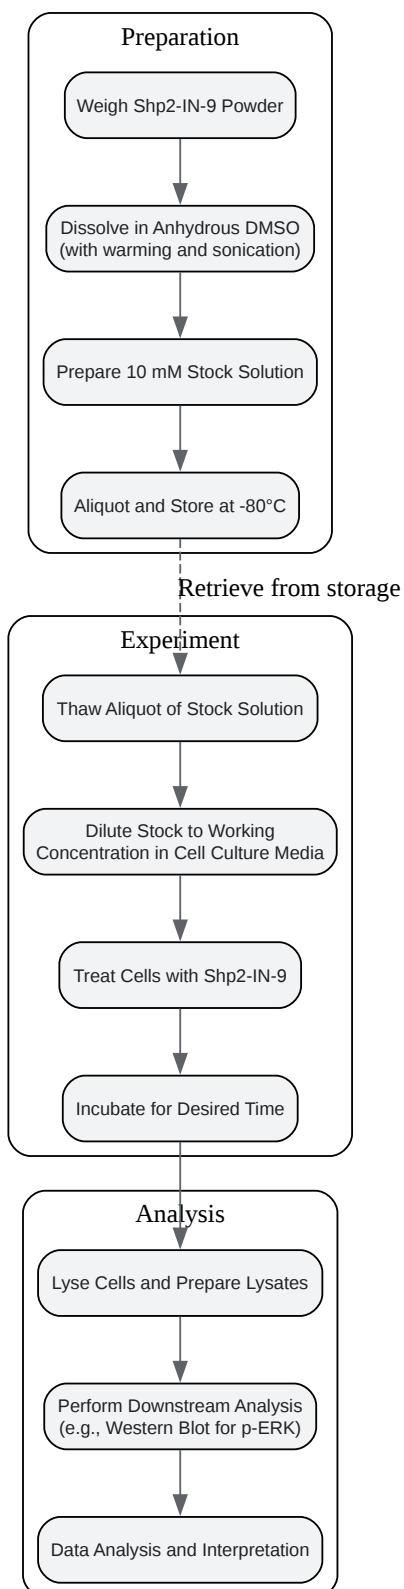 Preparation
Weigh Shp2-IN-9 Powder
Dissolve in Anhydrous DMSO
(with warming and sonication)
Prepare 10 mM Stock Solution
Aliquot and Store at -80°C
Retrieve from storage
Experiment
Thaw Aliquot of Stock Solution
Dilute Stock to Working
Concentration in Cell Culture Media
Treat Cells with Shp2-IN-9
Incubate for Desired Time
Analysis
Lyse Cells and Prepare Lysates
Perform Downstream Analysis
(e.g., Western Blot for p-ERK)
Data Analysis and Interpretation